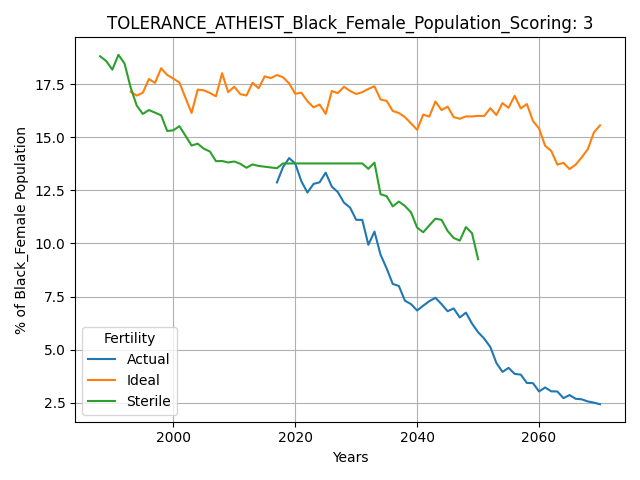 TOLERANCE_ATHEIST_Black_Female_Population_Scoring: 3
% of Black_Female Population
17.5
15.0
12.5
10.0
7.5
5.0
2.5
Fertility
Actual
Ideal
Sterile
2000
2020
2040
2060
Years